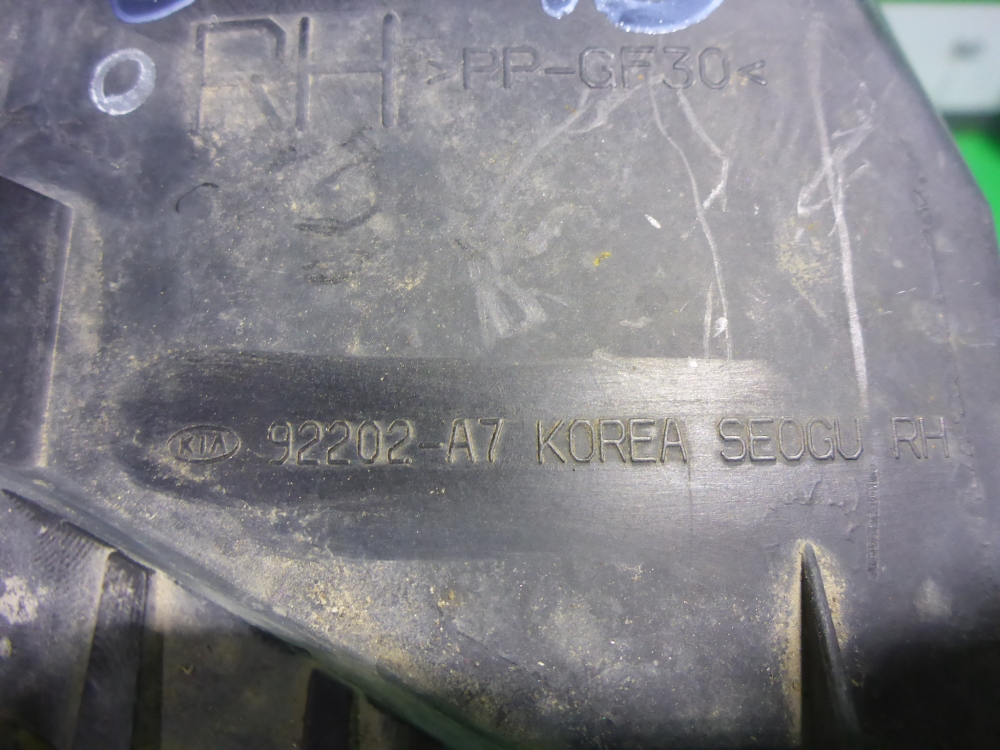 RH >PP-GF30<
KIA 92202-A7 KOREA SEOGU RH